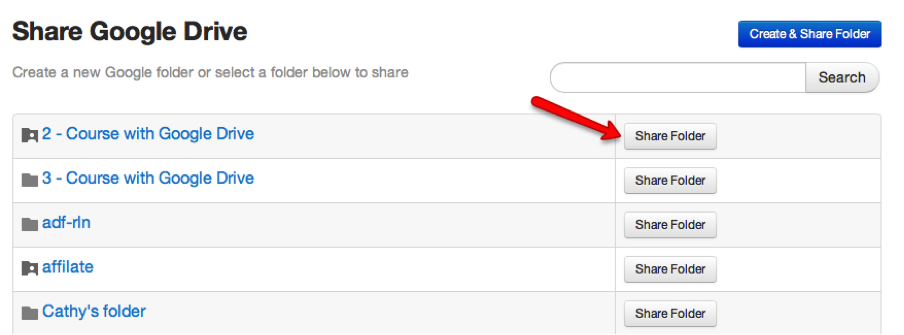 Share Google Drive
Create & Share Folder
Create a new Google folder or select a folder below to share
Search
2 - Course with Google Drive
Share Folder
3 - Course with Google Drive
Share Folder
adf-rln
Share Folder
affilate
Share Folder
Cathy's folder
Share Folder